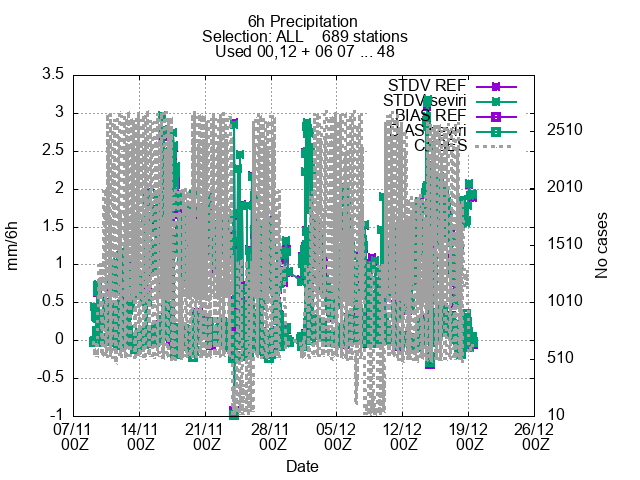 6h Precipitation
Selection: ALL    689 stations
Used 00,12 + 06 07 ... 48
STDV REF
STDV seviri
BIAS REF
BIAS seviri
CASES
3.5
3
2.5
2
1.5
1
0.5
0
-0.5
-1
mm/6h
2510
2010
1510
1010
510
10
No cases
07/11 14/11 21/11 28/11 05/12 12/12 19/12 26/12
00Z 00Z 00Z 00Z 00Z 00Z 00Z 00Z
Date